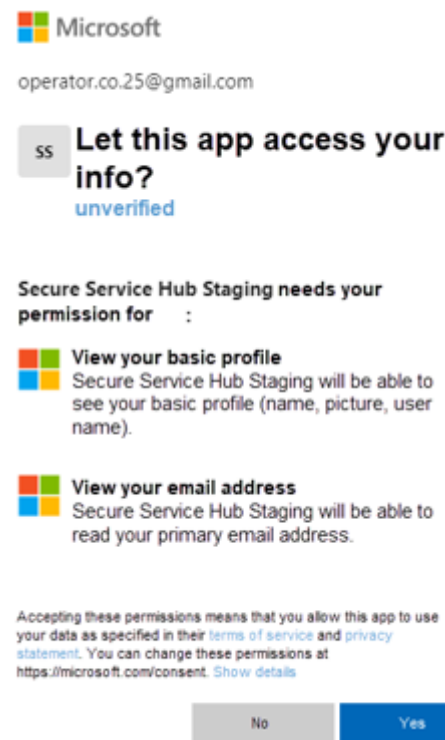 Microsoft
operator.co.25@gmail.com
SS
Let this app access your
info?
unverified
Secure Service Hub Staging needs your
permission for :
View your basic profile
Secure Service Hub Staging will be able to
see your basic profile (name, picture, user
name).
View your email address
Secure Service Hub Staging will be able to
read your primary email address.
Accepting these permissions means that you allow this app to use
your data as specified in their terms of service and privacy
statement. You can change these permissions at
https://microsoft.com/consent. Show details
No
Yes